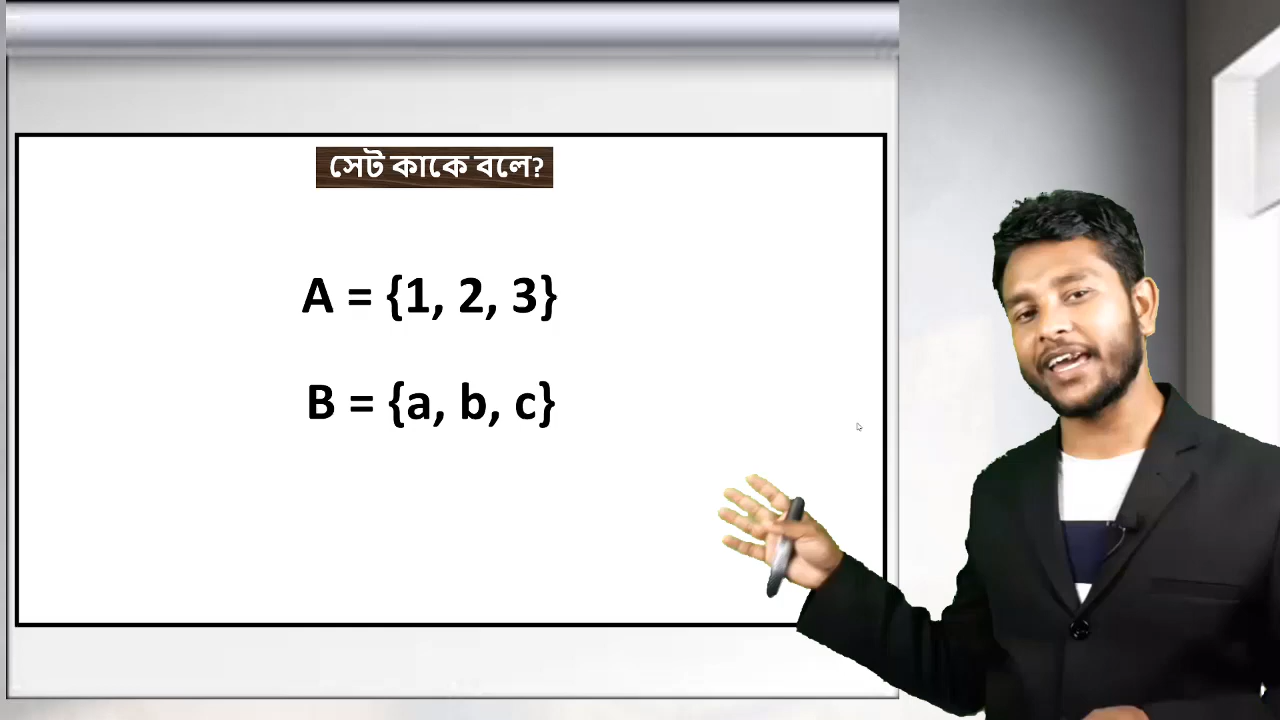 সেট কাকে বলে?
A = {1, 2, 3}
B = {a, b, c}